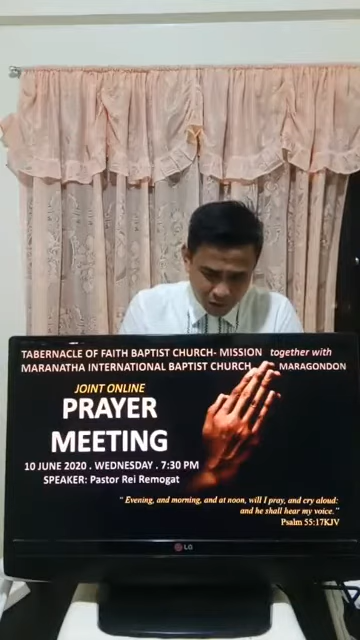 TABERNACLE OF FAITH BAPTIST CHURCH- MISSION together with
MARANATHA INTERNATIONAL BAPTIST CHURCH - MARAGONDON
JOINT ONLINE
PRAYER
MEETING
10 JUNE 2020 . WEDNESDAY . 7:30 PM
SPEAKER: Pastor Rei Remogat
" Evening, and morning, and at noon, will I pray, and cry aloud:
and he shall hear my voice."
Psalm 55:17KJV
LG